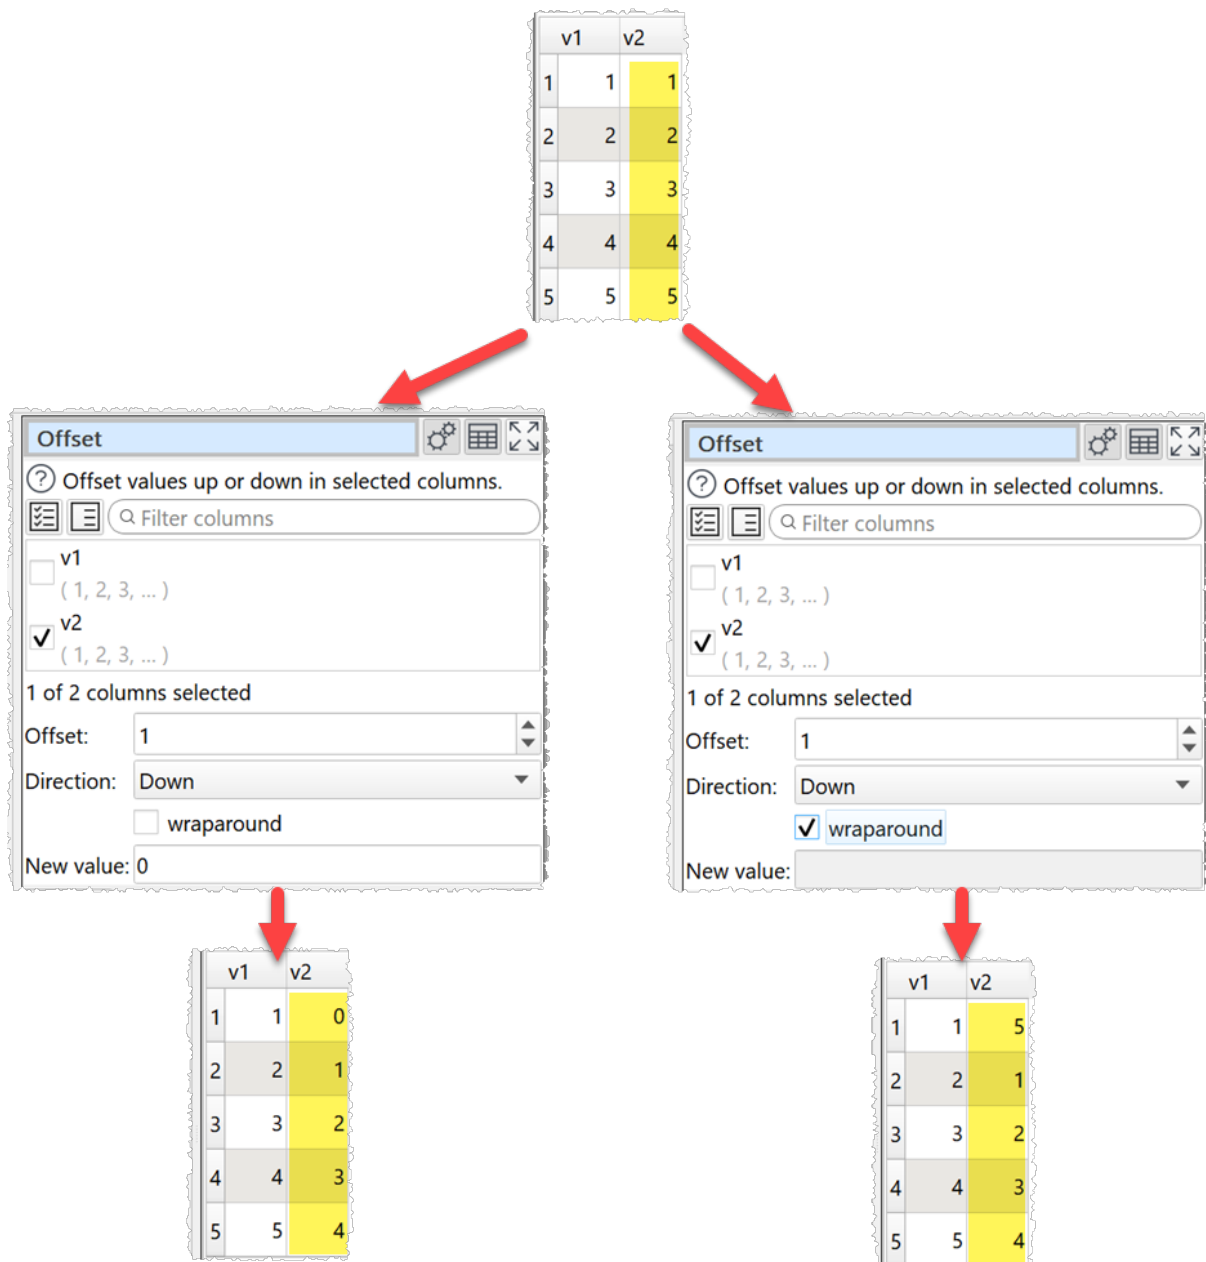 v1 v2
1 1 1
2 2 2
3 3 3
4 4 4
5 5 5
Offset
? Offset values up or down in selected columns.
Filter columns
v1
( 1, 2, 3, ... )
v2
( 1, 2, 3, ... )
1 of 2 columns selected
Offset: 1
Direction: Down
wraparound
New value: 0
Offset
? Offset values up or down in selected columns.
Filter columns
v1
( 1, 2, 3, ... )
v2
( 1, 2, 3, ... )
1 of 2 columns selected
Offset: 1
Direction: Down
wraparound
New value:
v1 v2
1 1 0
2 2 1
3 3 2
4 4 3
5 5 4
v1 v2
1 1 5
2 2 1
3 3 2
4 4 3
5 5 4